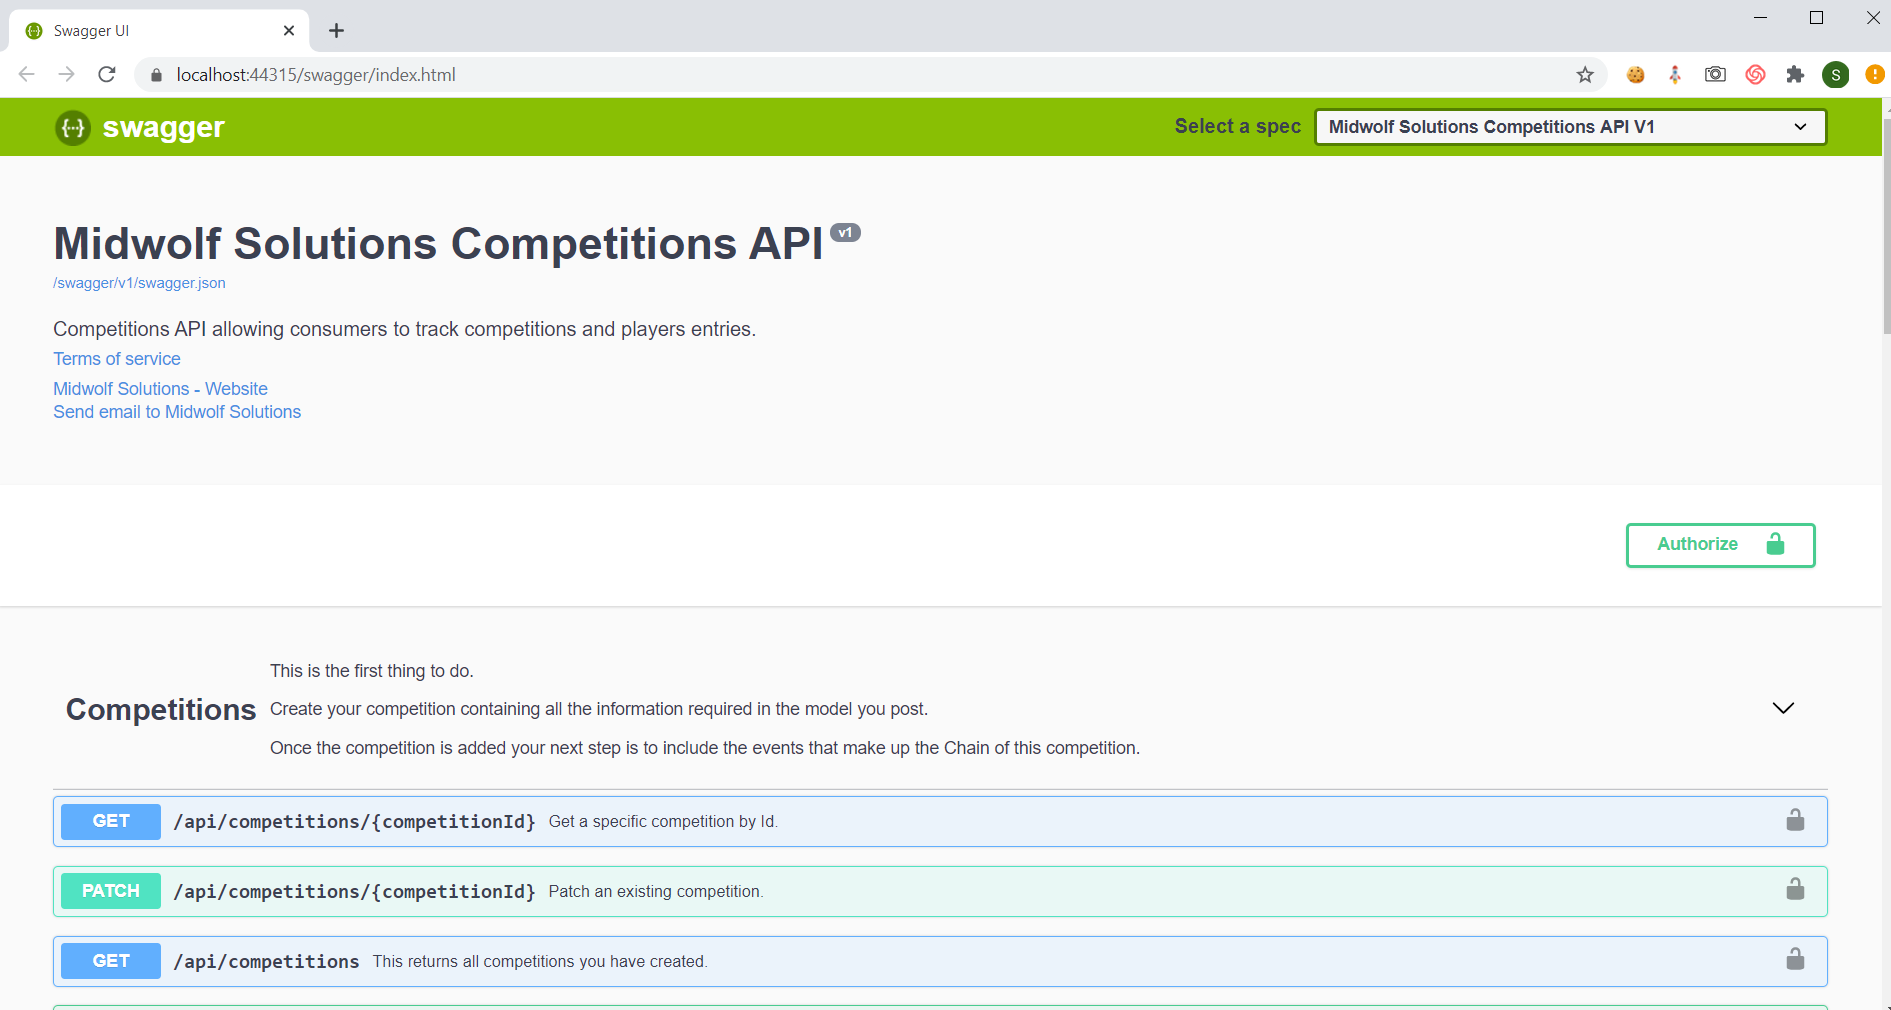 Swagger UI
localhost:44315/swagger/index.html
S
{···} swagger
Select a spec
Midwolf Solutions Competitions API V1
Midwolf Solutions Competitions API v1
/swagger/v1/swagger.json
Competitions API allowing consumers to track competitions and players entries.
Terms of service
Midwolf Solutions - Website
Send email to Midwolf Solutions
Authorize
This is the first thing to do.
Competitions
Create your competition containing all the information required in the model you post.
Once the competition is added your next step is to include the events that make up the Chain of this competition.
GET /api/competitions/{competitionId} Get a specific competition by Id.
PATCH /api/competitions/{competitionId} Patch an existing competition.
GET /api/competitions This returns all competitions you have created.